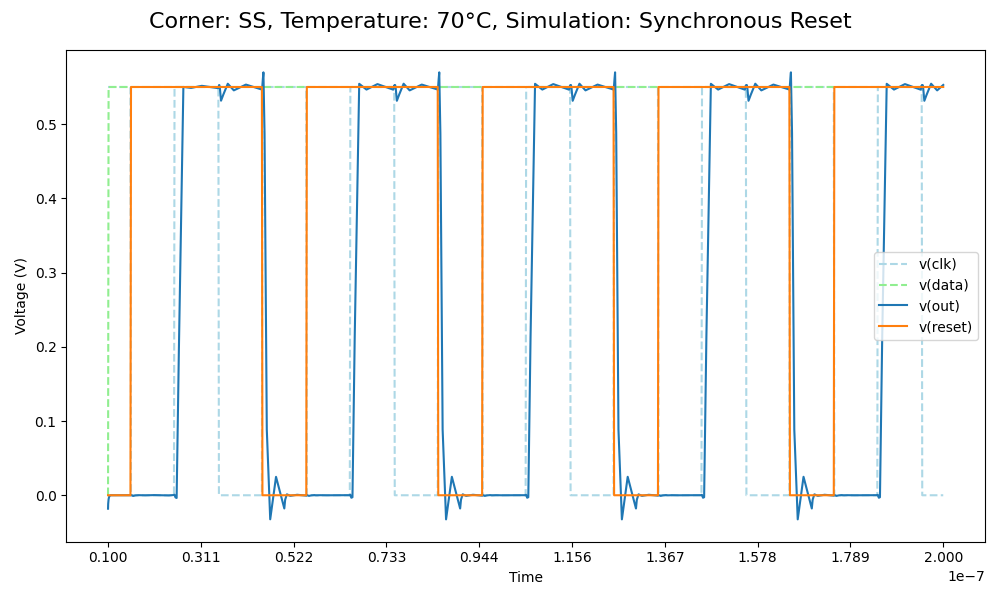 Corner: SS, Temperature: 70°C, Simulation: Synchronous Reset
Voltage (V)
0.5
0.4
0.3
0.2
0.1
0.0
v(clk)
v(data)
v(out)
v(reset)
0.100 0.311 0.522 0.733 0.944 1.156 1.367 1.578 1.789 2.000
Time
1e−7